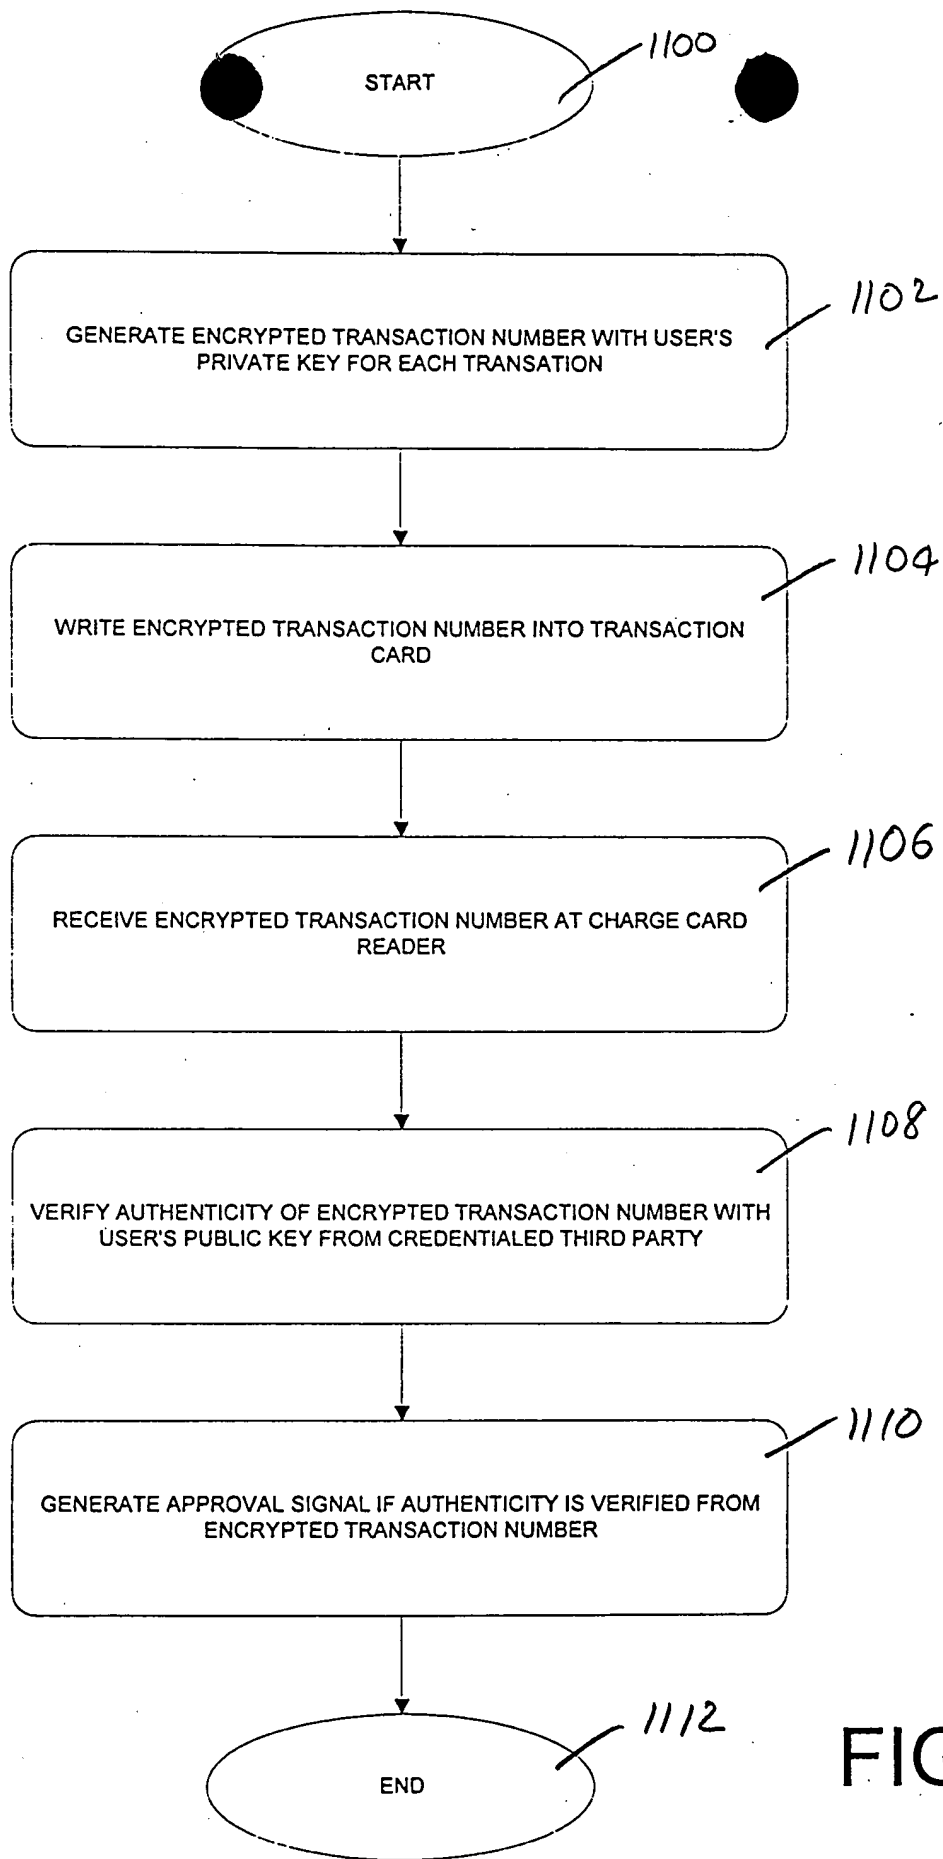 START
1100
GENERATE ENCRYPTED TRANSACTION NUMBER WITH USER'S
PRIVATE KEY FOR EACH TRANSATION
1102
WRITE ENCRYPTED TRANSACTION NUMBER INTO TRANSACTION
CARD
1104
RECEIVE ENCRYPTED TRANSACTION NUMBER AT CHARGE CARD
READER
1106
VERIFY AUTHENTICITY OF ENCRYPTED TRANSACTION NUMBER WITH
USER'S PUBLIC KEY FROM CREDENTIALED THIRD PARTY
1108
GENERATE APPROVAL SIGNAL IF AUTHENTICITY IS VERIFIED FROM
ENCRYPTED TRANSACTION NUMBER
1110
END
1112
FIG